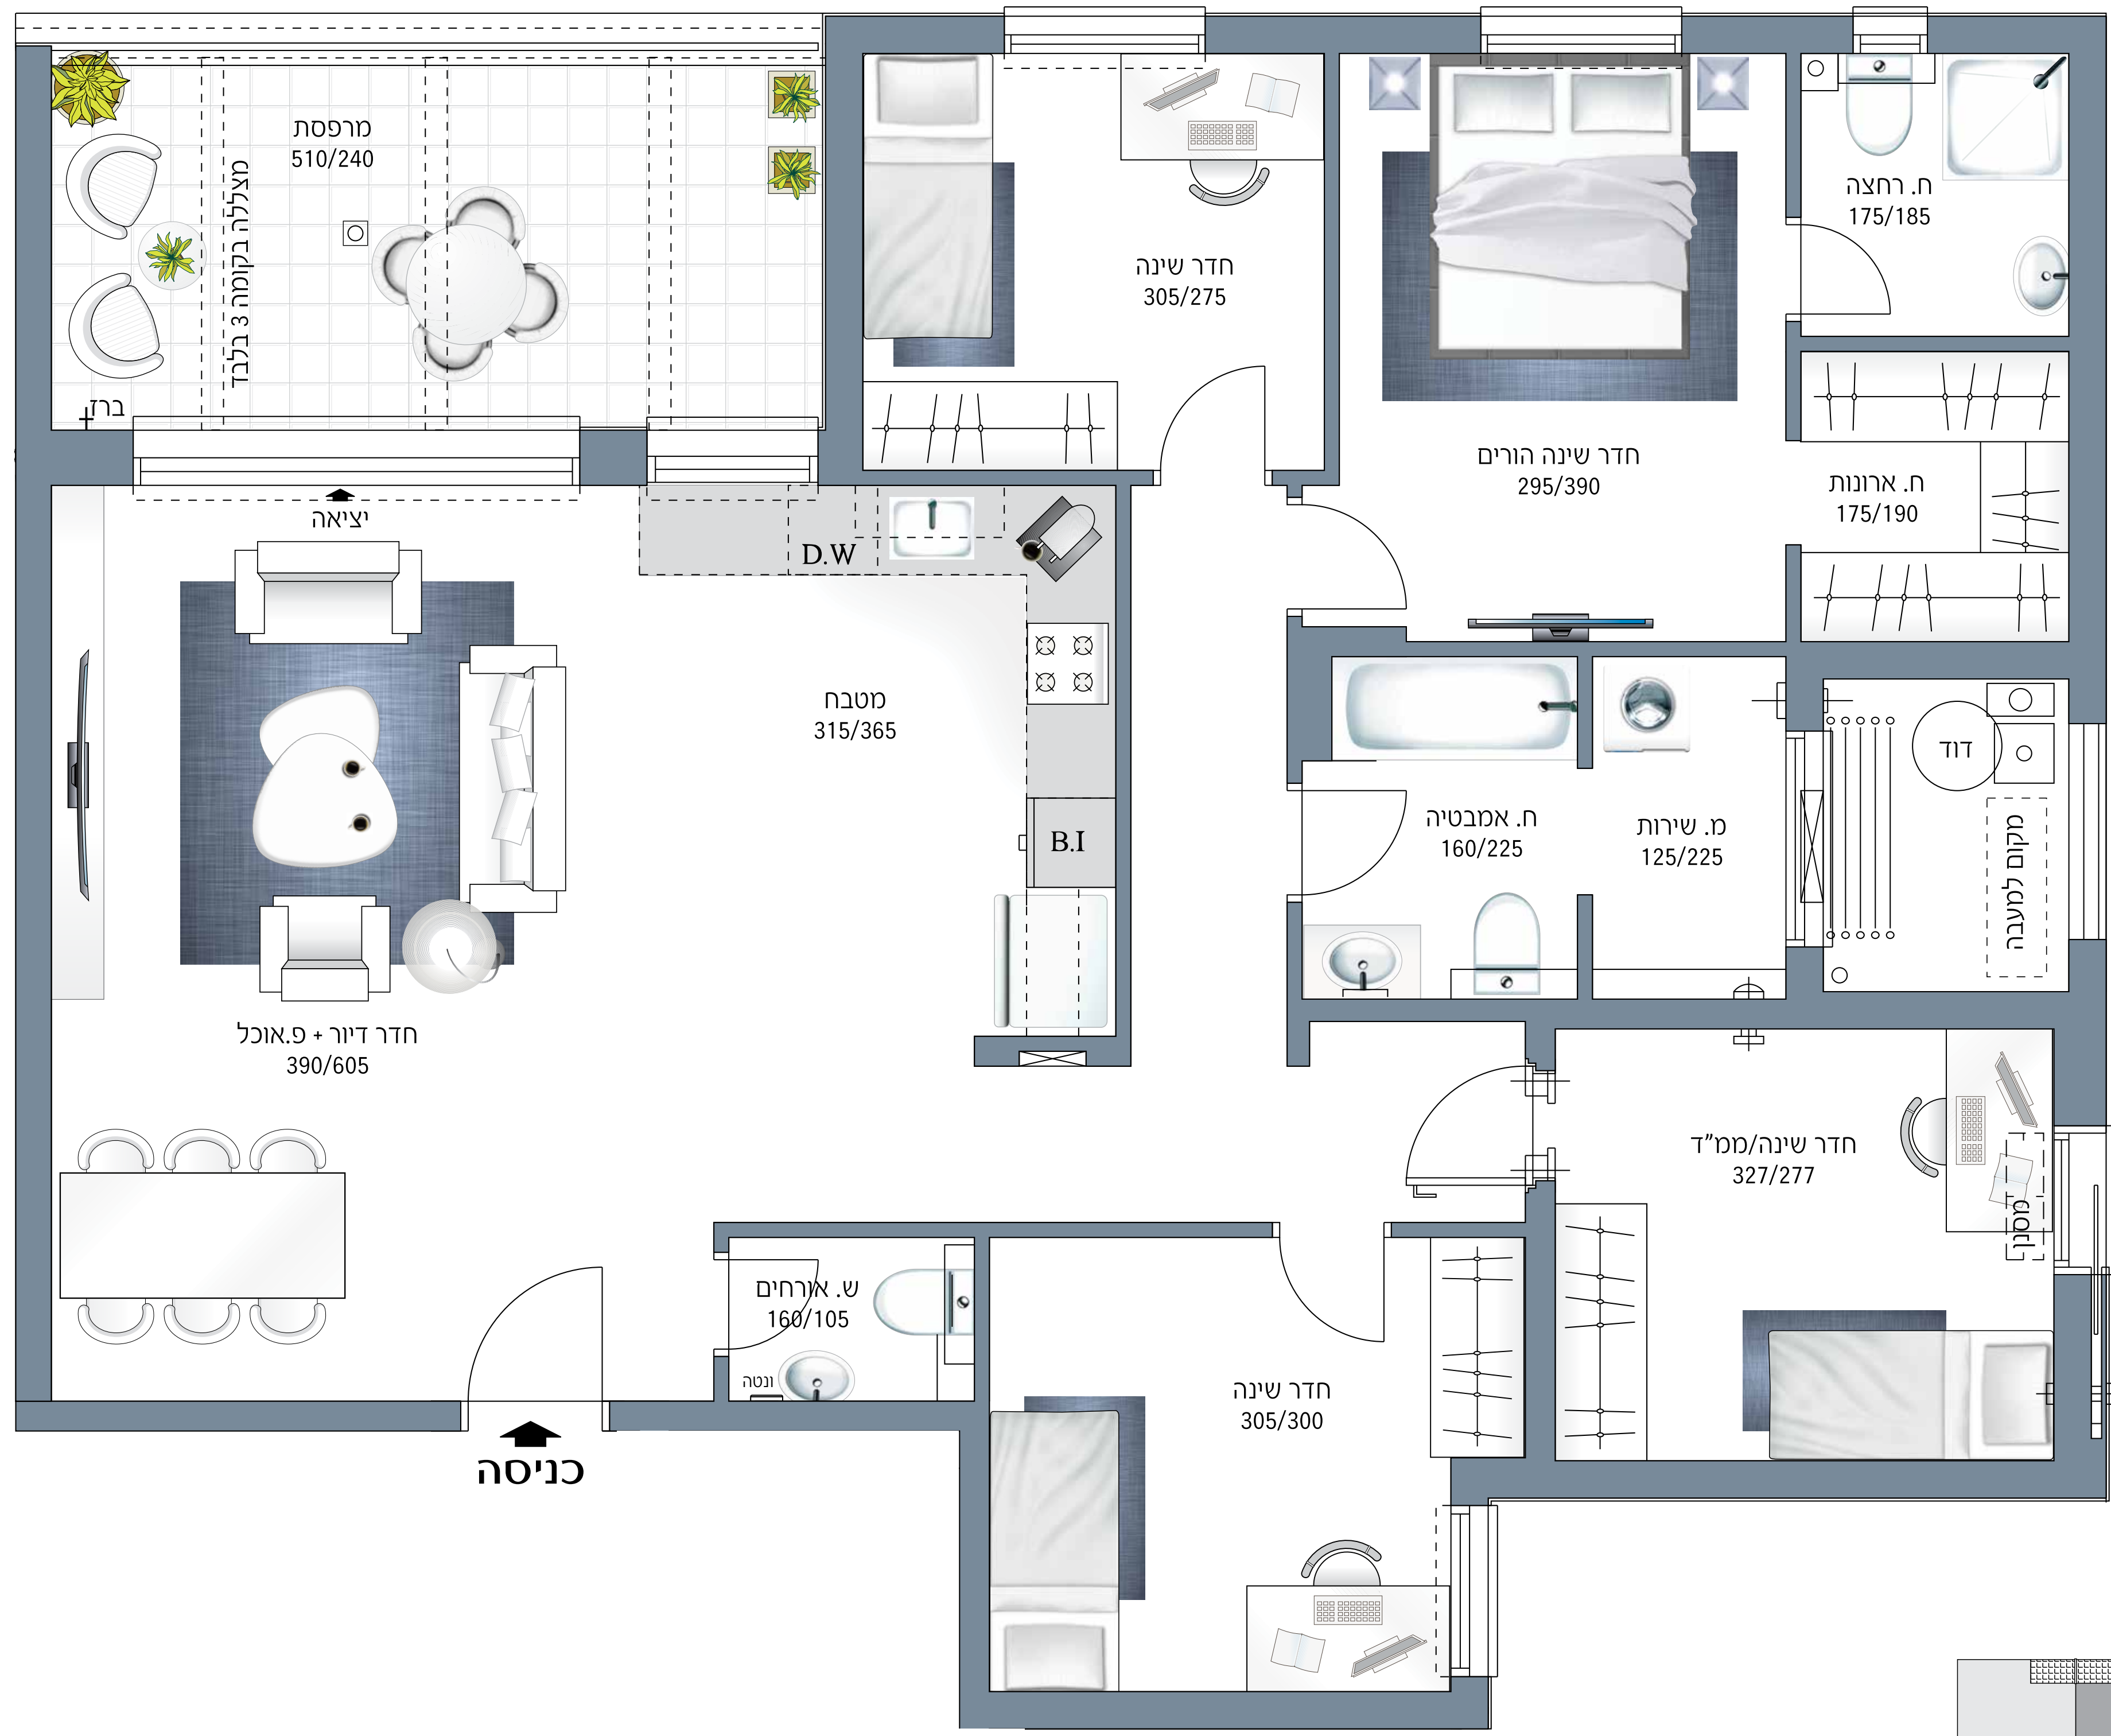 מרפסת
510/240
מצללה בקומה 3 בלבד
ברז
חדר שינה
305/275
חדר שינה הורים
295/390
ח. רחצה
175/185
ח. ארונות
175/190
יציאה
D.W
מטבח
315/365
B.I
ח. אמבטיה
160/225
מ. שירות
125/225
דוד
מקום למעבה
חדר דיור + פ.אוכל
390/605
חדר שינה/ממ"ד
327/277
מסנן
ש. אורחים
160/105
ונטה
חדר שינה
305/300
כניסה